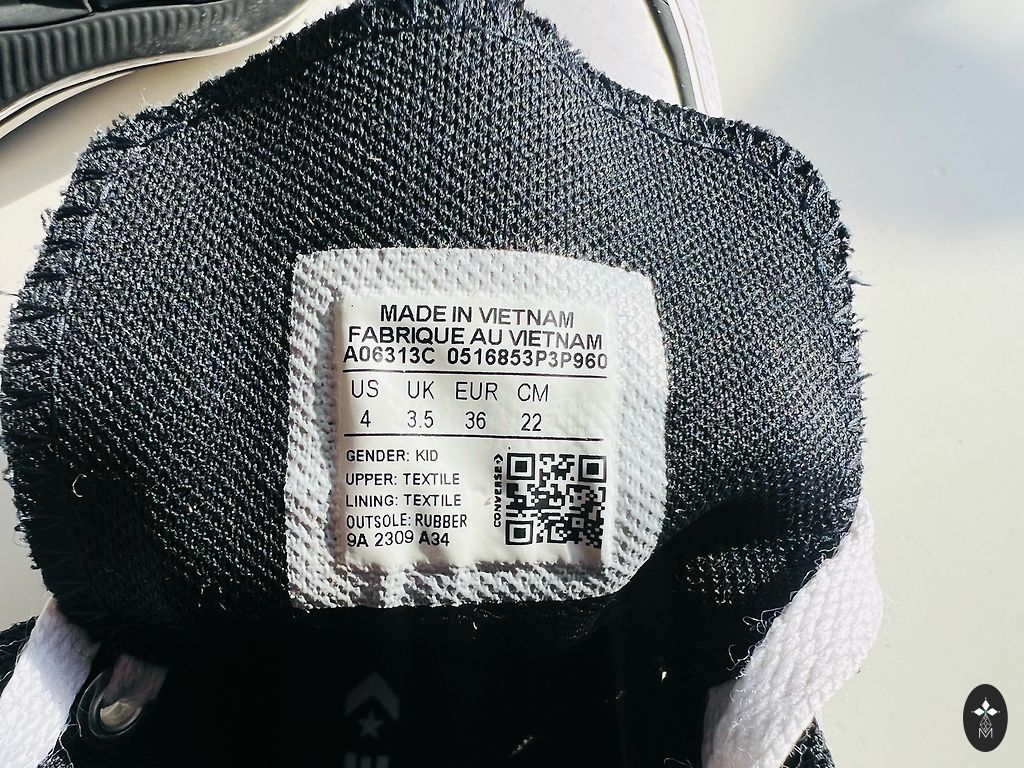 MADE IN VIETNAM
FABRIQUE AU VIETNAM
A06313C 0516853P3P960
US UK EUR CM
4 3.5 36 22
GENDER: KID
UPPER: TEXTILE
LINING: TEXTILE
OUTSOLE: RUBBER
9A 2309 A34
CONVERSE
M